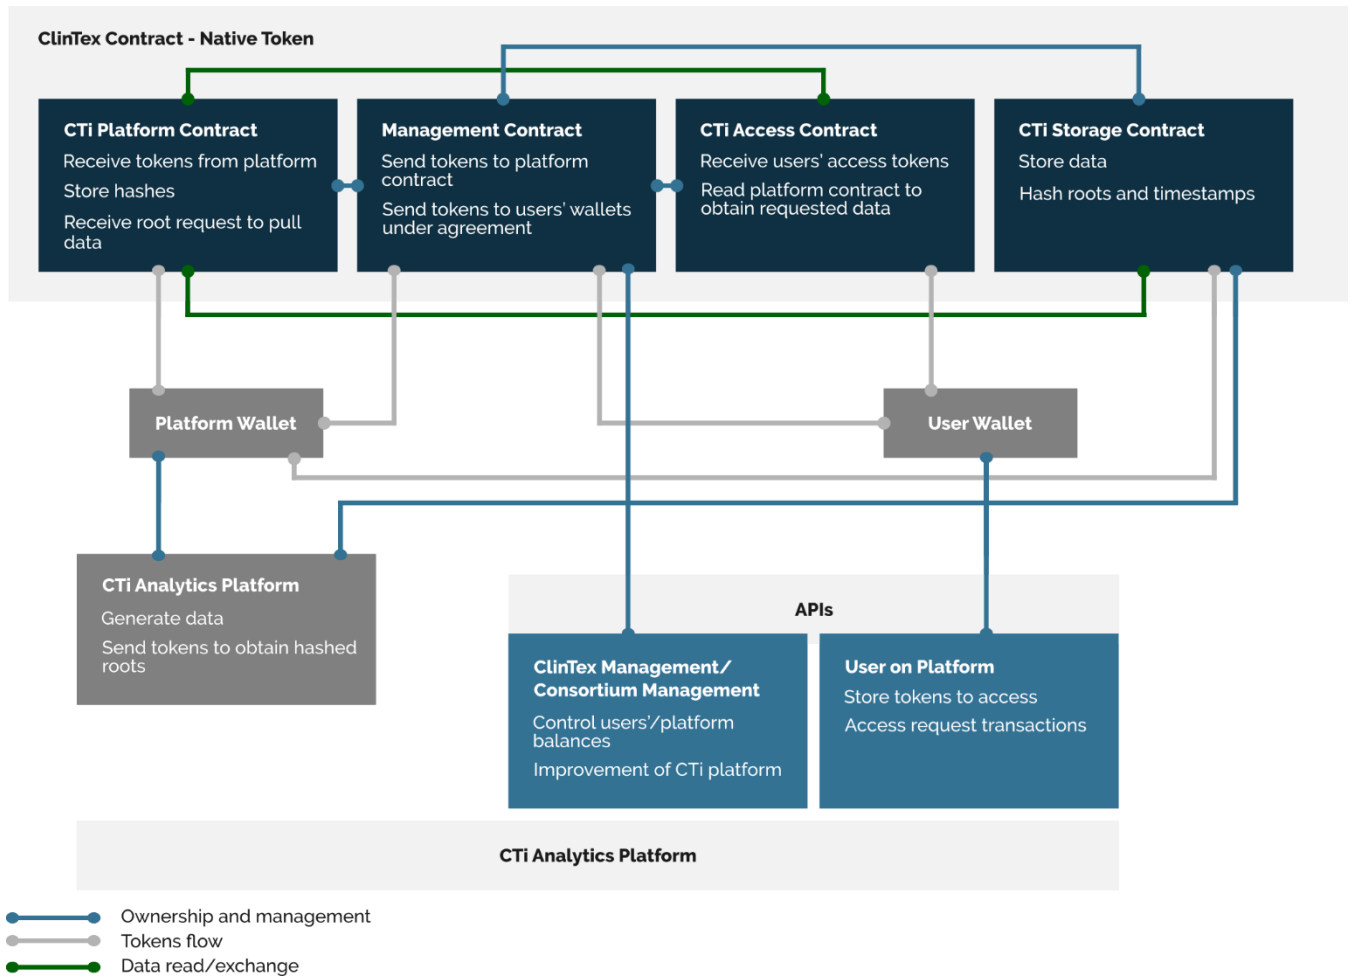 ClinTex Contract - Native Token
CTi Platform Contract
Receive tokens from platform
Store hashes
Receive root request to pull
data
Management Contract
Send tokens to platform
contract
Send tokens to users’ wallets
under agreement
CTi Access Contract
Receive users’ access tokens
Read platform contract to
obtain requested data
CTi Storage Contract
Store data
Hash roots and timestamps
Platform Wallet
User Wallet
CTi Analytics Platform
Generate data
Send tokens to obtain hashed
roots
APIs
ClinTex Management/
Consortium Management
Control users’/platform
balances
Improvement of CTi platform
User on Platform
Store tokens to access
Access request transactions
CTi Analytics Platform
Ownership and management
Tokens flow
Data read/exchange